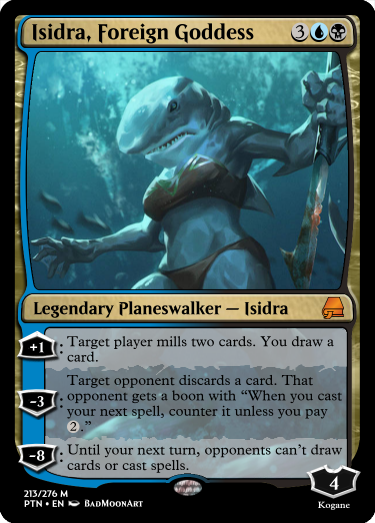 Isidra, Foreign Goddess 3
Legendary Planeswalker — Isidra
+1 : Target player mills two cards. You draw a
card.
Target opponent discards a card. That
-3 : opponent gets a boon with “When you cast
your next spell, counter it unless you pay
2.”
-8 : Until your next turn, opponents can’t draw
cards or cast spells.
4
213/276 M
PTN • EN BADMOONART
Kogane